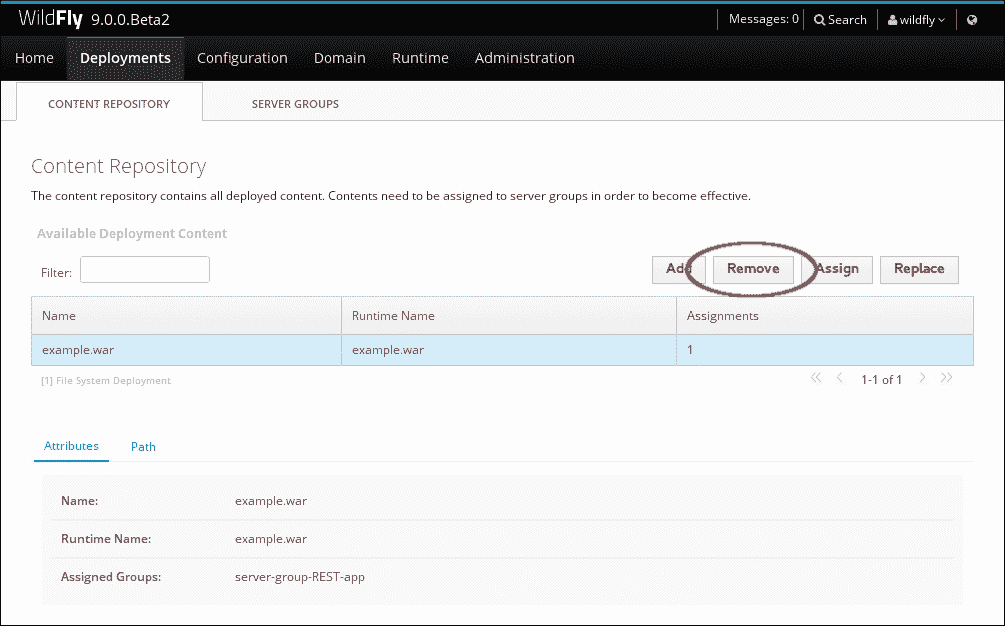 WildFly 9.0.0.Beta2 Messages: 0 Search wildfly
Home Deployments Configuration Domain Runtime Administration
CONTENT REPOSITORY SERVER GROUPS
Content Repository
The content repository contains all deployed content. Contents need to be assigned to server groups in order to become effective.
Available Deployment Content
Filter: Add Remove Assign Replace
Name Runtime Name Assignments
example.war example.war 1
[1] File System Deployment
1-1 of 1
Attributes Path
Name: example.war
Runtime Name: example.war
Assigned Groups: server-group-REST-app